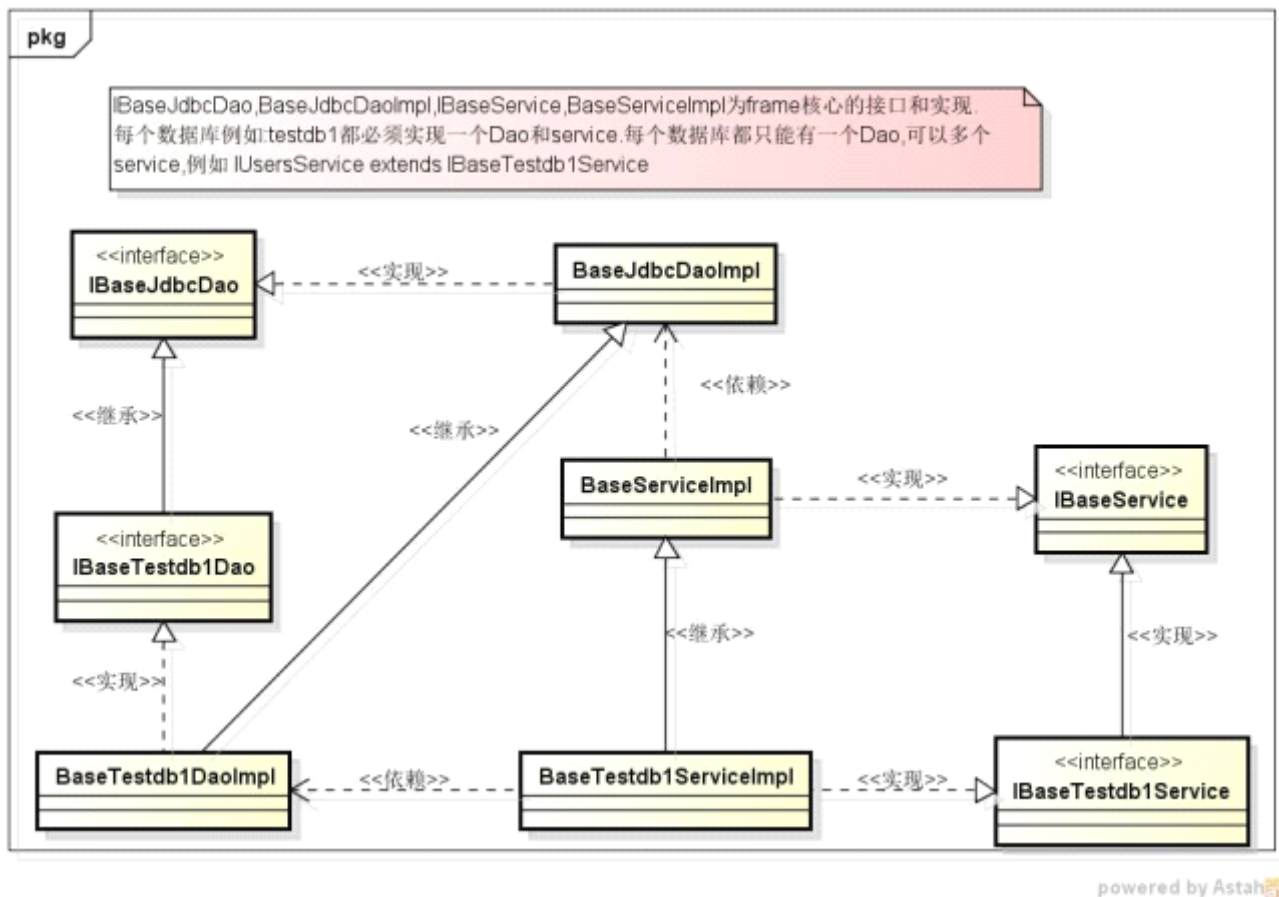 pkg
IBaseJdbcDao,BaseJdbcDaoImpl,IBaseService,BaseServiceImpl为frame核心的接口和实现.
每个数据库例如:testdb1都必须实现一个Dao和service.每个数据库都只能有一个Dao,可以多个
service,例如 IUsersService extends IBaseTestdb1Service
<<interface>>
IBaseJdbcDao
<<实现>>
BaseJdbcDaoImpl
<<继承>>
<<继承>>
<<依赖>>
BaseServiceImpl
<<实现>>
<<interface>>
IBaseService
<<interface>>
IBaseTestdb1Dao
<<实现>>
<<继承>>
<<实现>>
BaseTestdb1DaoImpl
<<依赖>>
BaseTestdb1ServiceImpl
<<实现>>
<<interface>>
IBaseTestdb1Service
powered by Astah